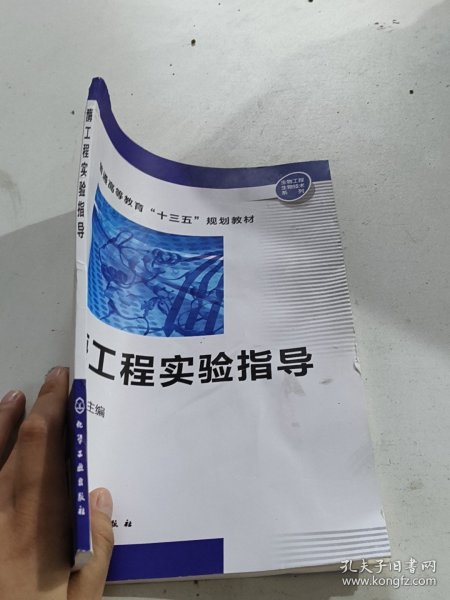 酶工程实验指导
化学工业出版社
普通高等教育“十三五”规划教材
生物工程
生物技术
系列
工程实验指导
主编
版社
孔夫子旧书网
www.kongfz.com